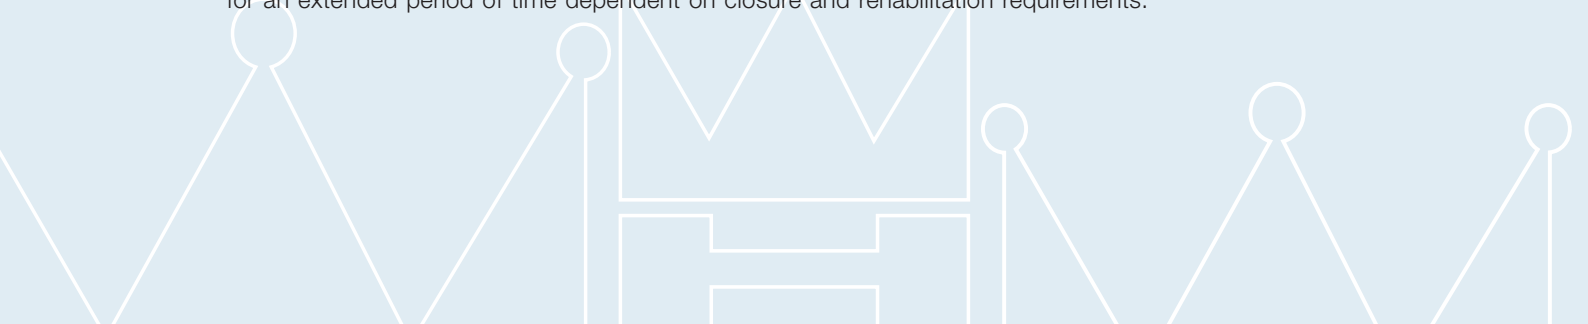 for an extended period of time dependent on closure and rehabilitation requirements.